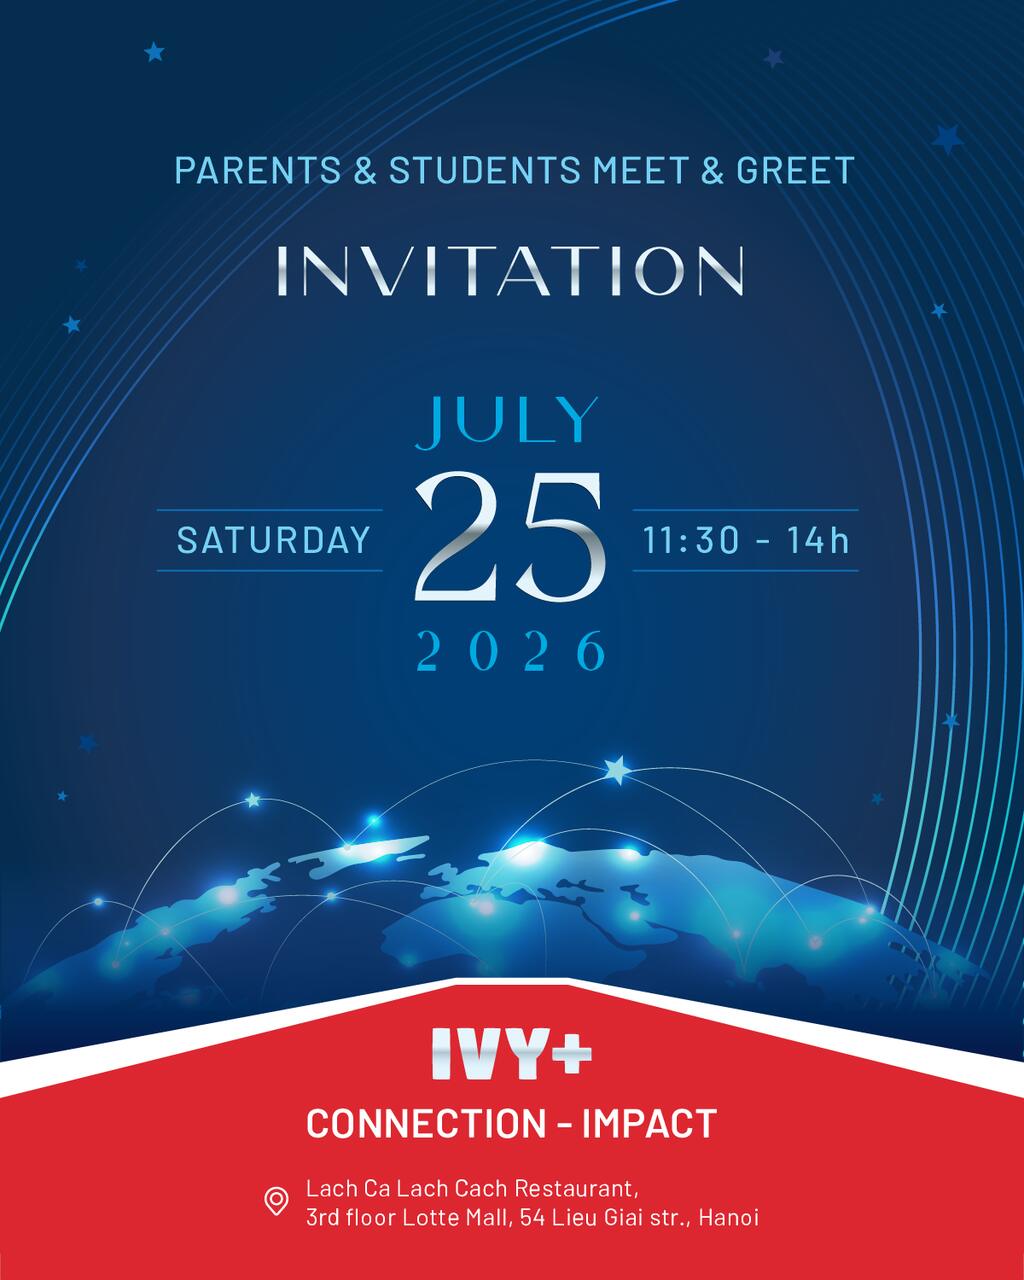 PARENTS & STUDENTS MEET & GREET
INVITATION
JULY
SATURDAY 25 11:30 - 14h
2026
IVY+
CONNECTION - IMPACT
Lach Ca Lach Cach Restaurant,
3rd floor Lotte Mall, 54 Lieu Giai str., Hanoi